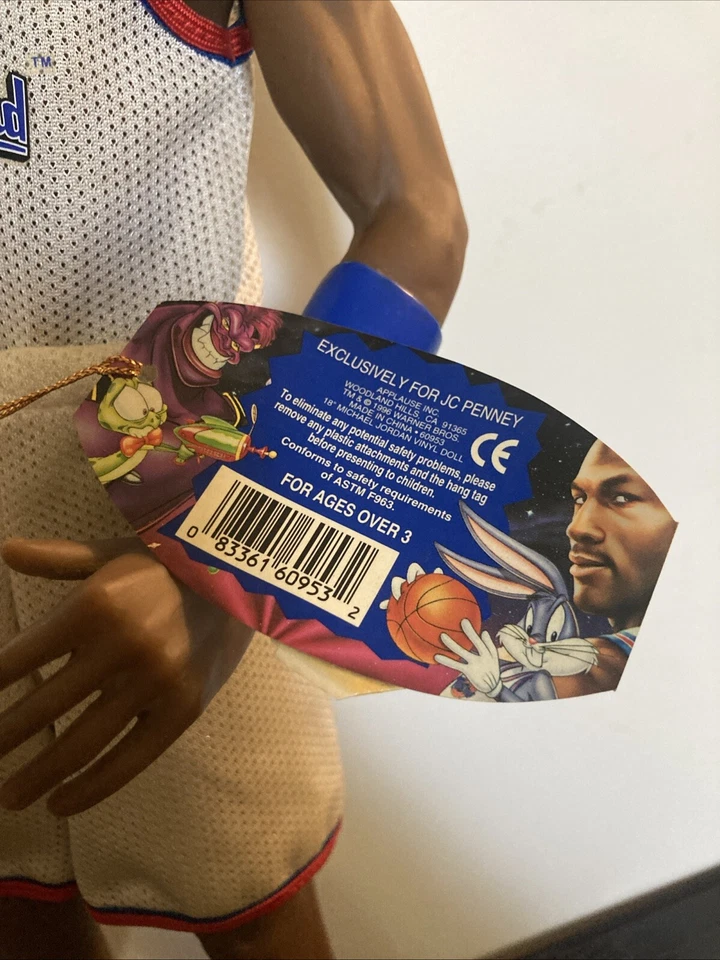 TM
EXCLUSIVELY FOR JC PENNEY
APPLAUSE INC.
WOODLAND HILLS, CA 91365
TM & © 1996 WARNER BROS.
MADE IN CHINA • 60953
18" MICHAEL JORDAN VINYL DOLL
CE
To eliminate any potential safety problems, please
remove any plastic attachments and the hang tag
before presenting to children.
Conforms to safety requirements
of ASTM F963.
FOR AGES OVER 3
0 83361 60953 2